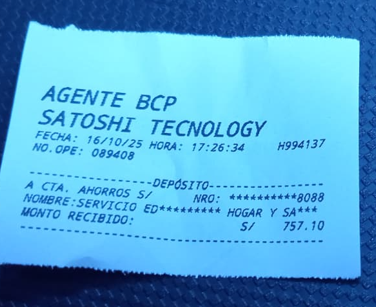 AGENTE BCP
SATOSHI TECNOLOGY
FECHA: 16/10/25 HORA: 17:26:34 H994137
NO.OPE: 089408
--------------------DEPÓSITO--------------------
A CTA. AHORROS S/ NRO: **********8088
NOMBRE:SERVICIO ED********* HOGAR Y SA***
MONTO RECIBIDO: S/ 757.10
------------------------------------------------